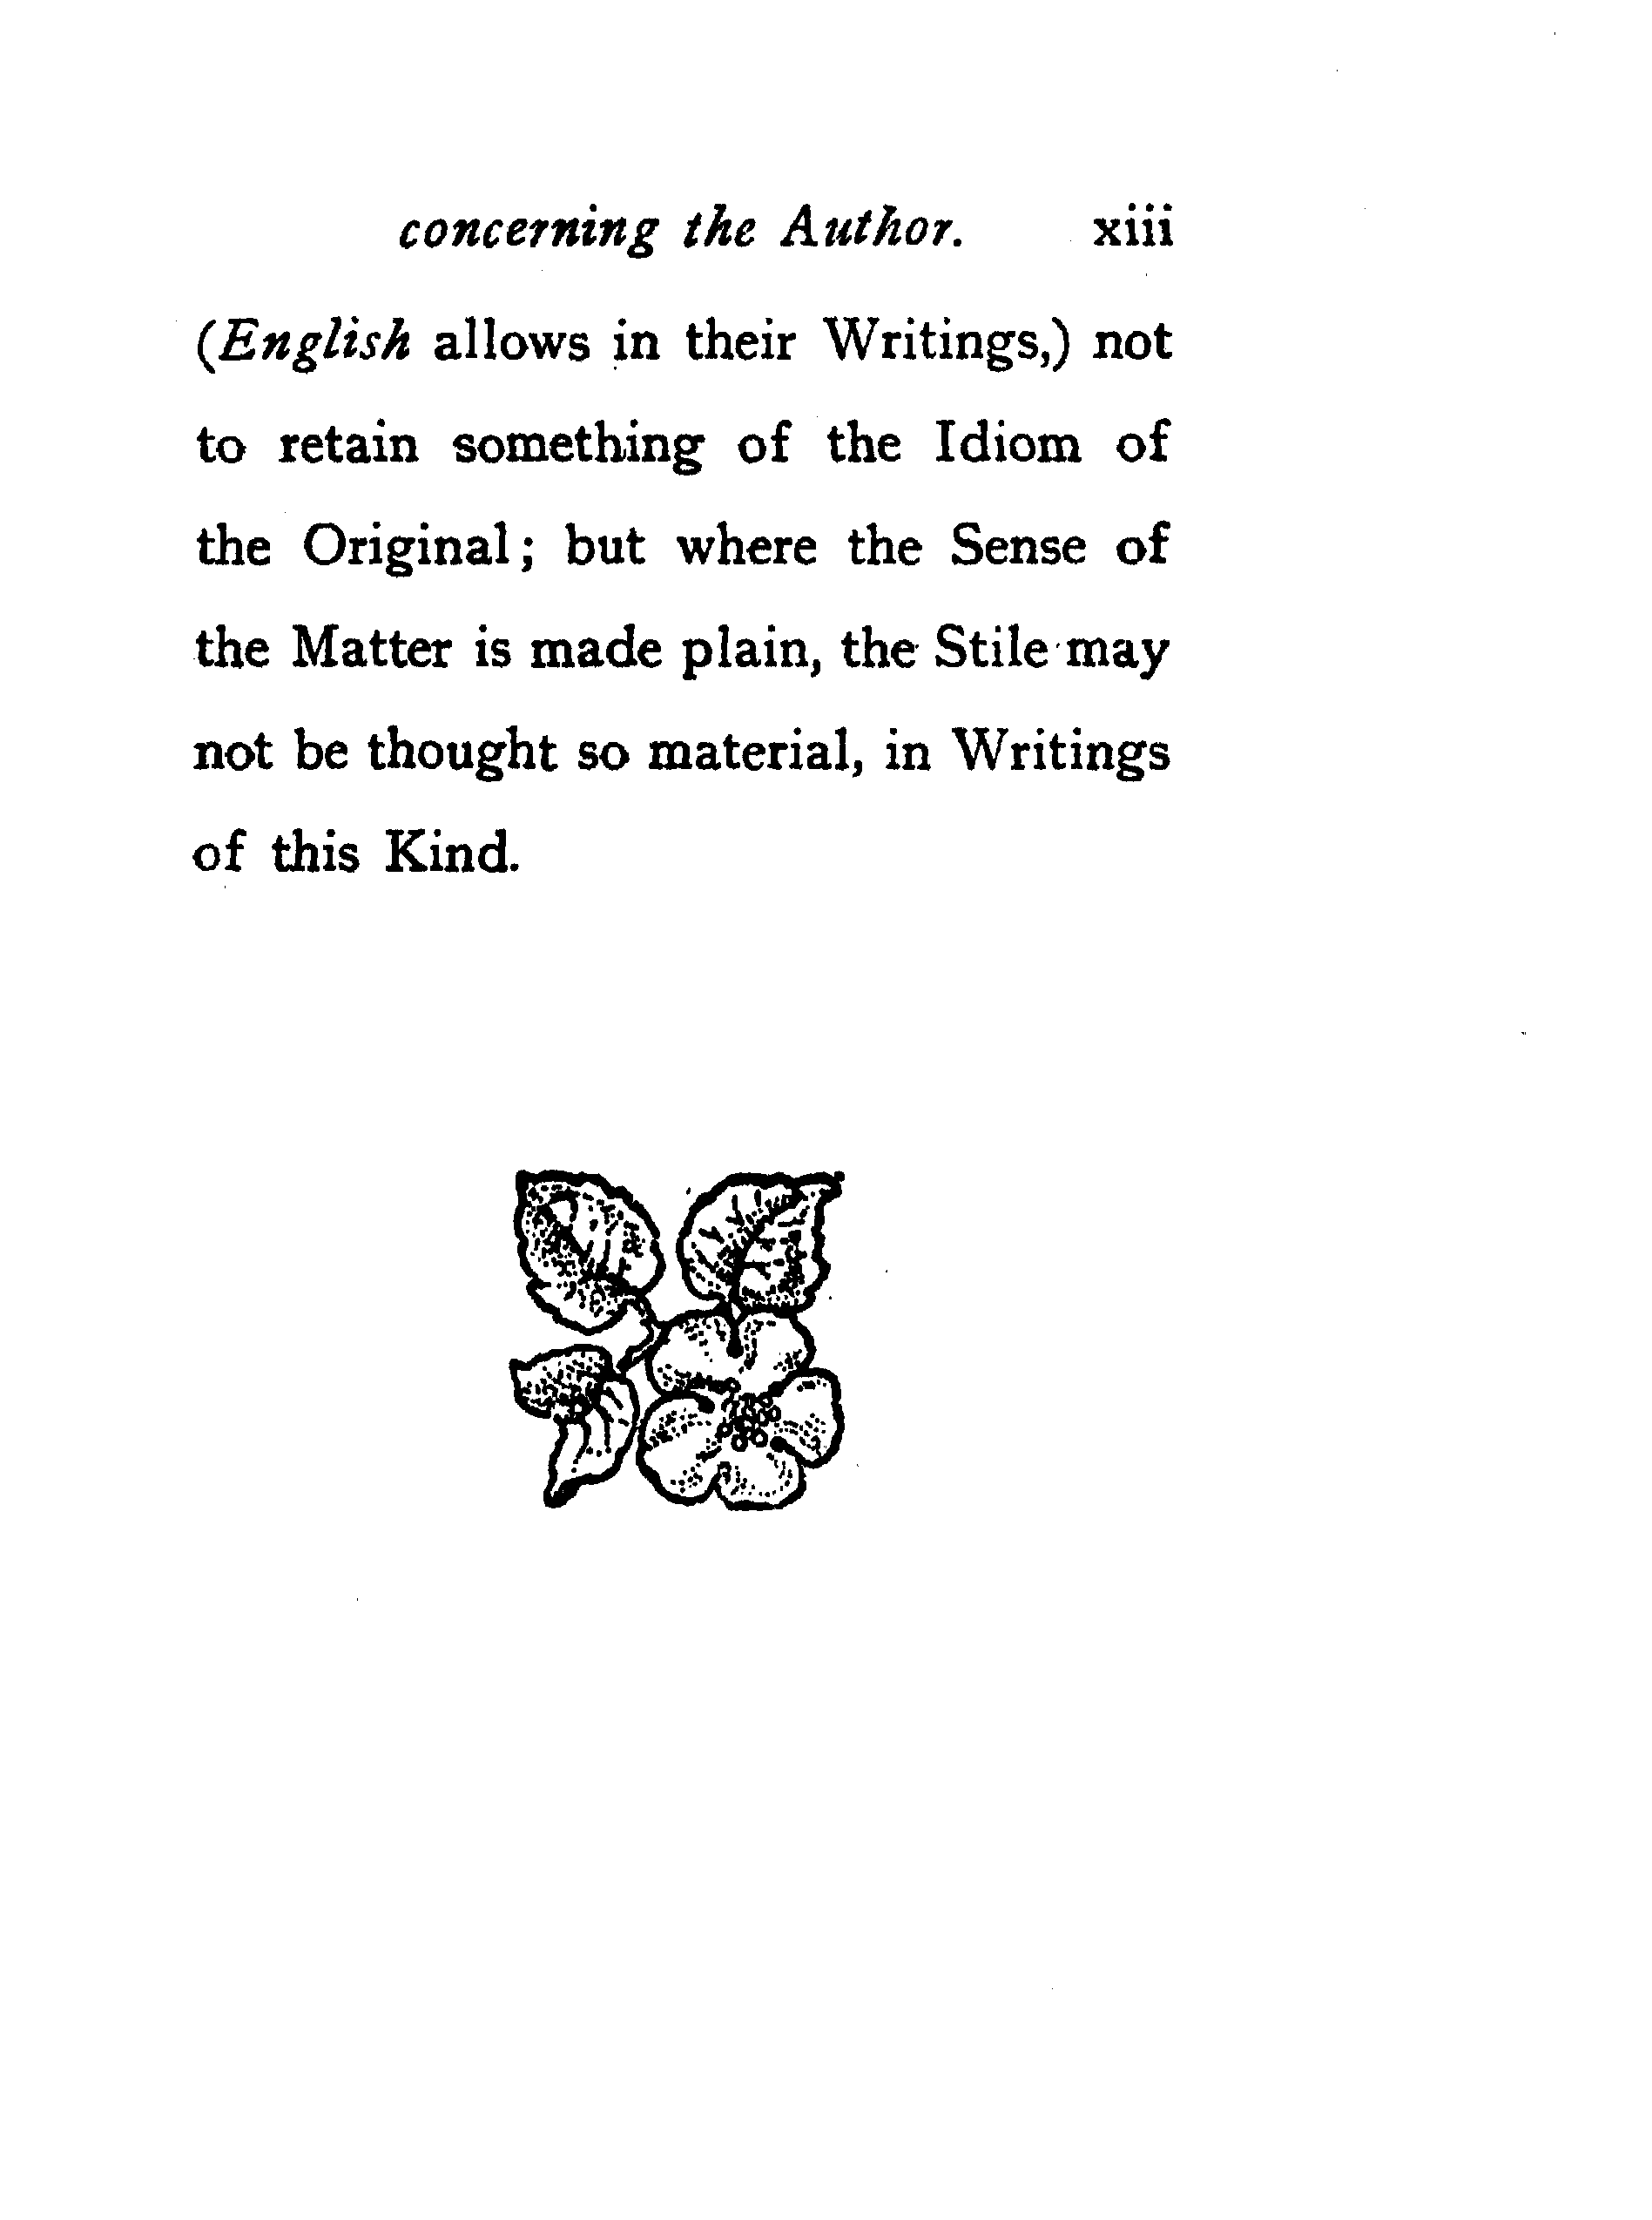 concerning the Author. xiii
(English allows in their Writings,) not
to retain something of the Idiom of
the Original; but where the Sense of
the Matter is made plain, the Stile may
not be thought so material, in Writings
of this Kind.